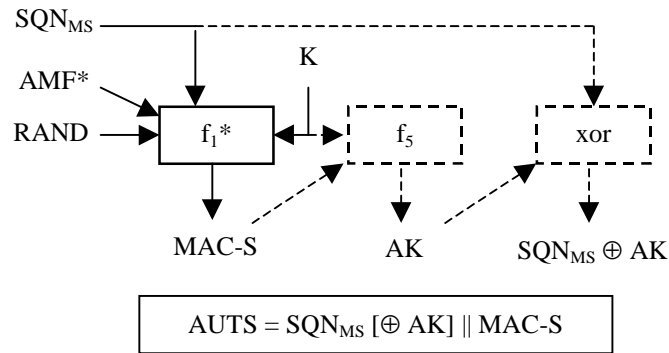 SQN_MS
K
AMF*
RAND
f_1*
f_5
xor
MAC-S
AK
SQN_MS ⊕ AK
AUTS = SQN_MS [⊕ AK] || MAC-S